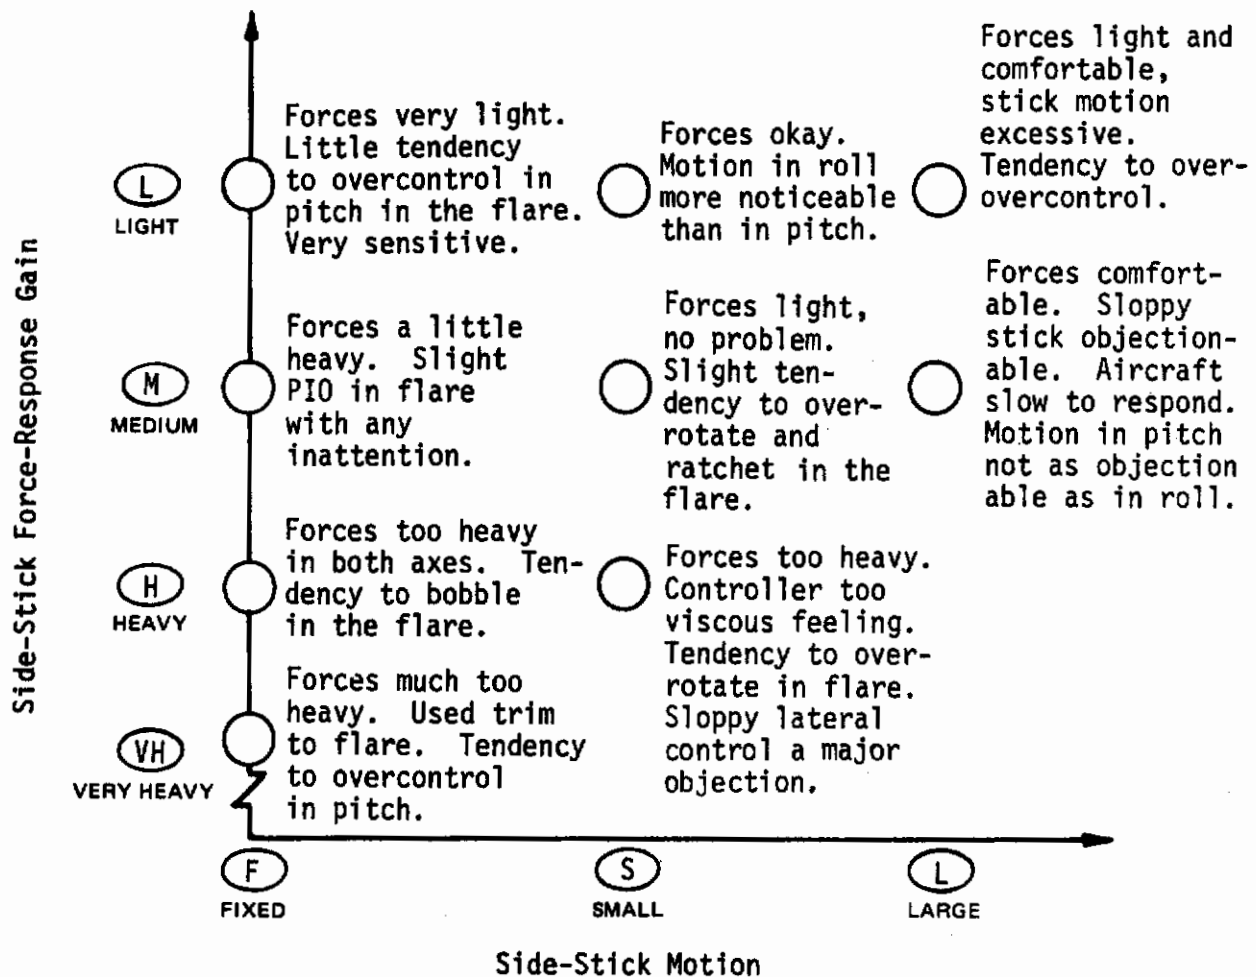 Forces light and
comfortable,
stick motion
excessive.
Tendency to over-
overcontrol.
Forces very light.
Little tendency
to overcontrol in
pitch in the flare.
Very sensitive.
Forces okay.
Motion in roll
more noticeable
than in pitch.
L
LIGHT
Side-Stick Force-Response Gain
Forces a little
heavy. Slight
PIO in flare
with any
inattention.
Forces light,
no problem.
Slight ten-
dency to over-
rotate and
ratchet in the
flare.
Forces comfort-
able. Sloppy
stick objection-
able. Aircraft
slow to respond.
Motion in pitch
not as objection
able as in roll.
M
MEDIUM
Forces too heavy
in both axes. Ten-
dency to bobble
in the flare.
Forces too heavy.
Controller too
viscous feeling.
Tendency to over-
rotate in flare.
Sloppy lateral
control a major
objection.
H
HEAVY
Forces much too
heavy. Used trim
to flare. Tendency
to overcontrol
in pitch.
VH
VERY HEAVY
F
FIXED
S
SMALL
L
LARGE
Side-Stick Motion